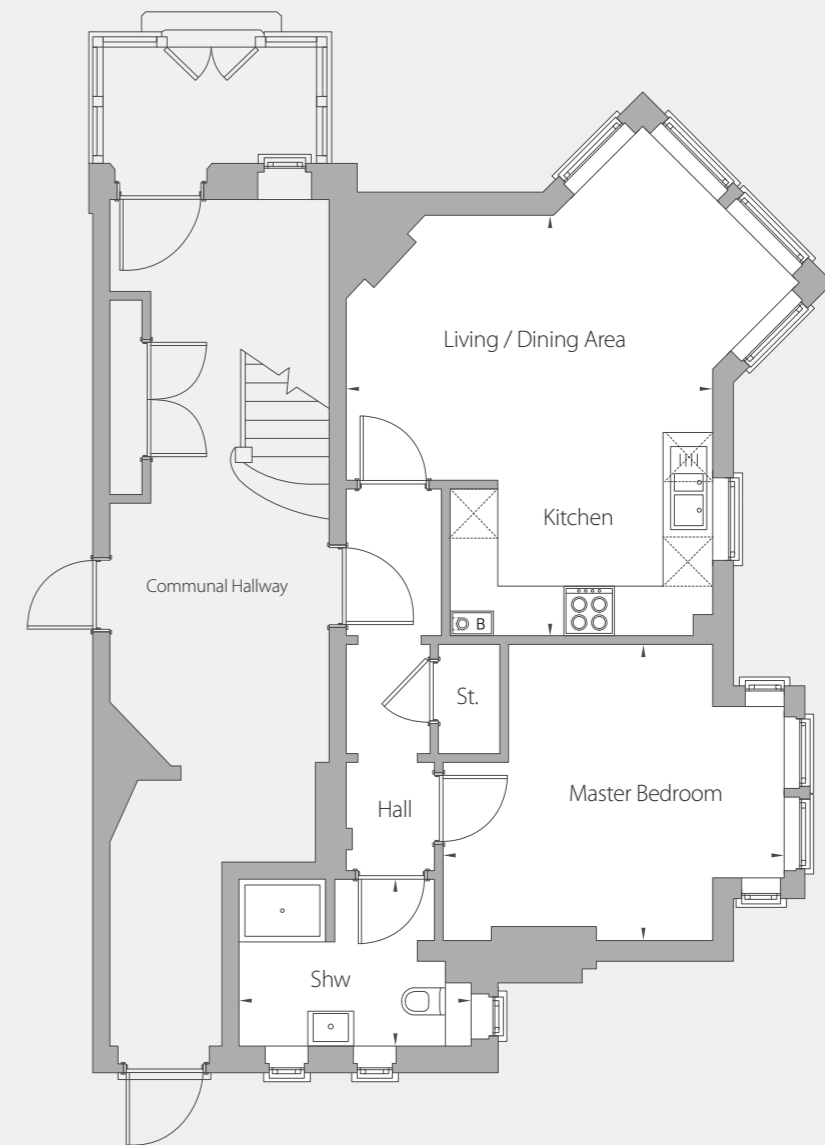 Living / Dining Area
Kitchen
Communal Hallway
B
St.
Master Bedroom
Hall
Shw